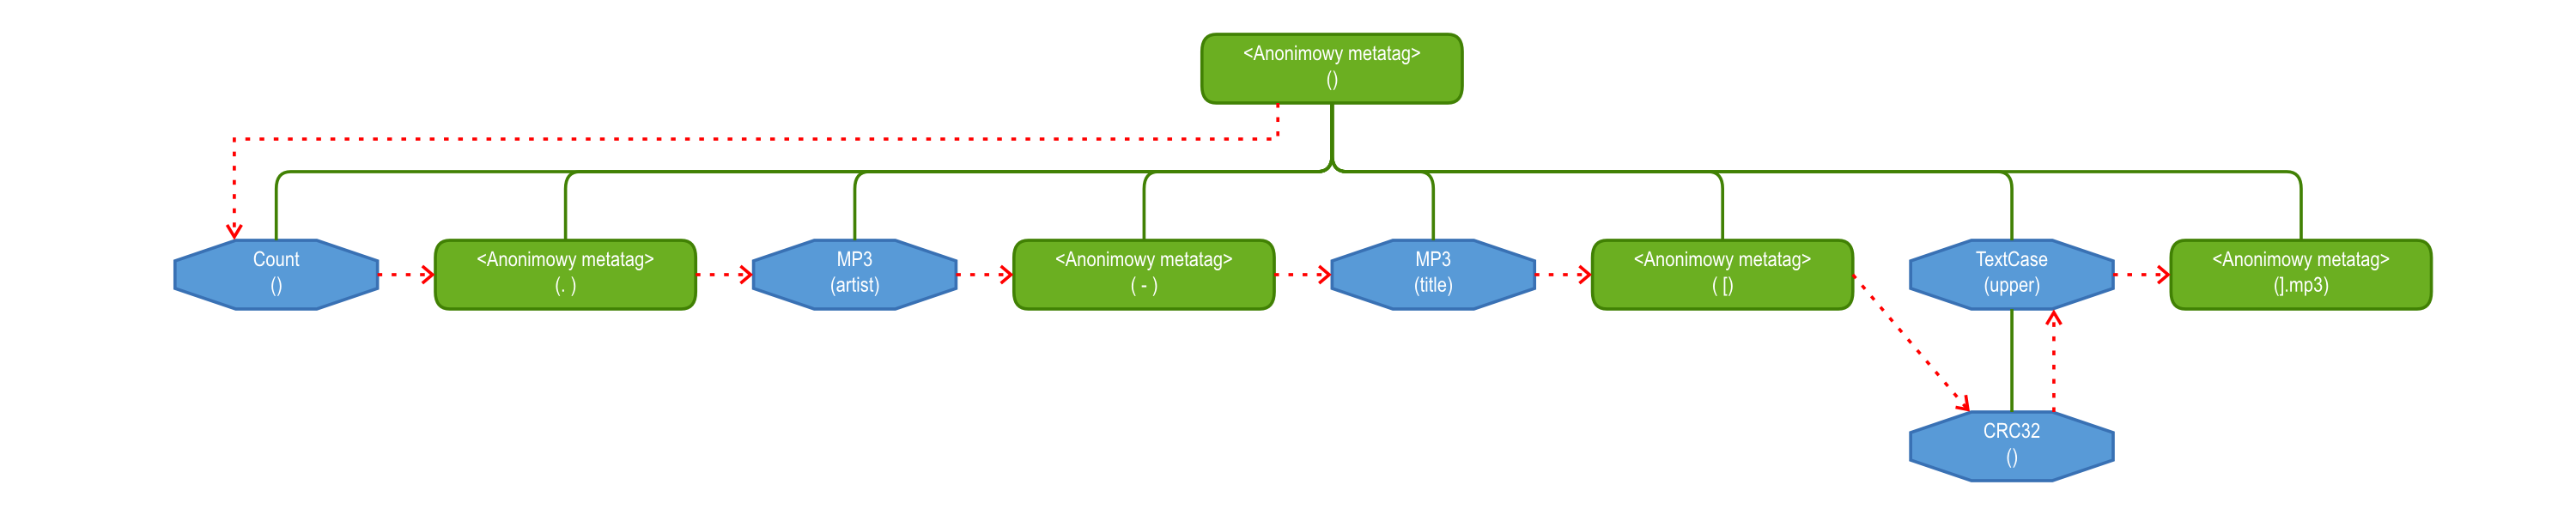 <Anonimowy metatag>
()
Count
()
<Anonimowy metatag>
(. )
MP3
(artist)
<Anonimowy metatag>
( - )
MP3
(title)
<Anonimowy metatag>
( [)
TextCase
(upper)
<Anonimowy metatag>
(].mp3)
CRC32
()